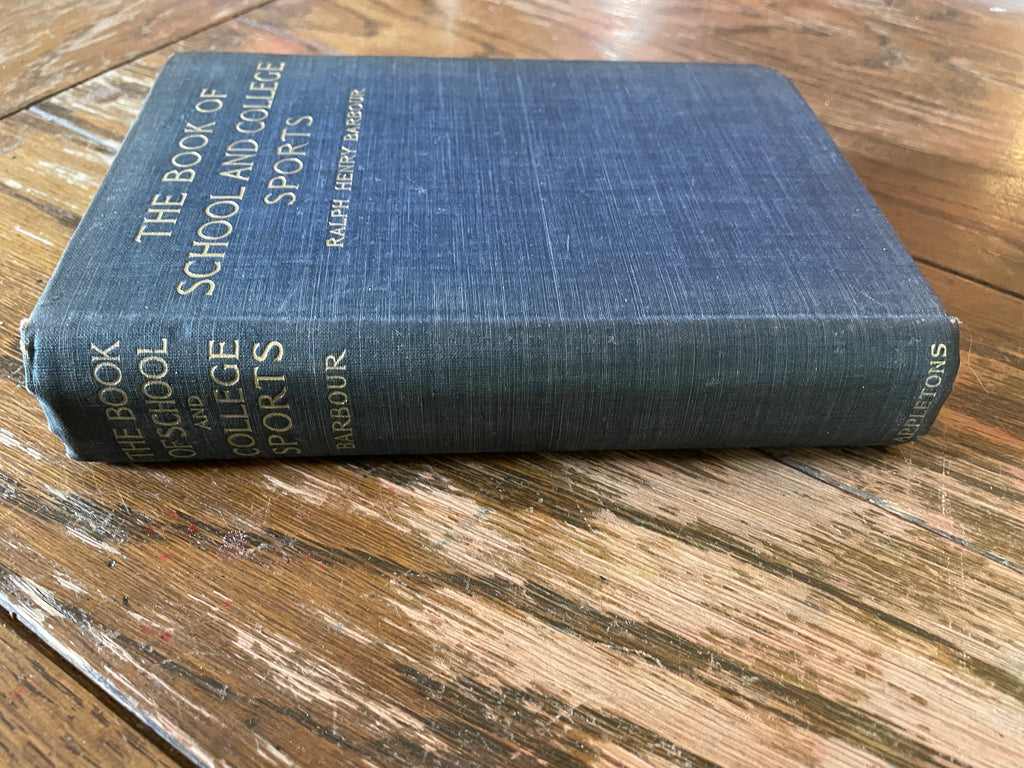 THE BOOK OF
SCHOOL AND COLLEGE
SPORTS
RALPH HENRY BARBOUR
THE BOOK
OF SCHOOL
AND
COLLEGE
SPORTS
BARBOUR
APPLETONS